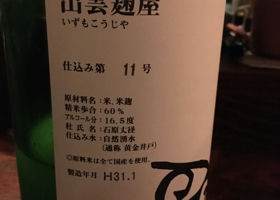 出雲麹屋
いずもこうじや
仕込み第 11号
原材料名：米、米麹
精米歩合：60％
アルコール分：16.5度
杜氏名：石原丈径
仕込み水：自然湧水
（通称 黄金井戸）
◎原料米は全て国産を使用。
製造年月 H31.1